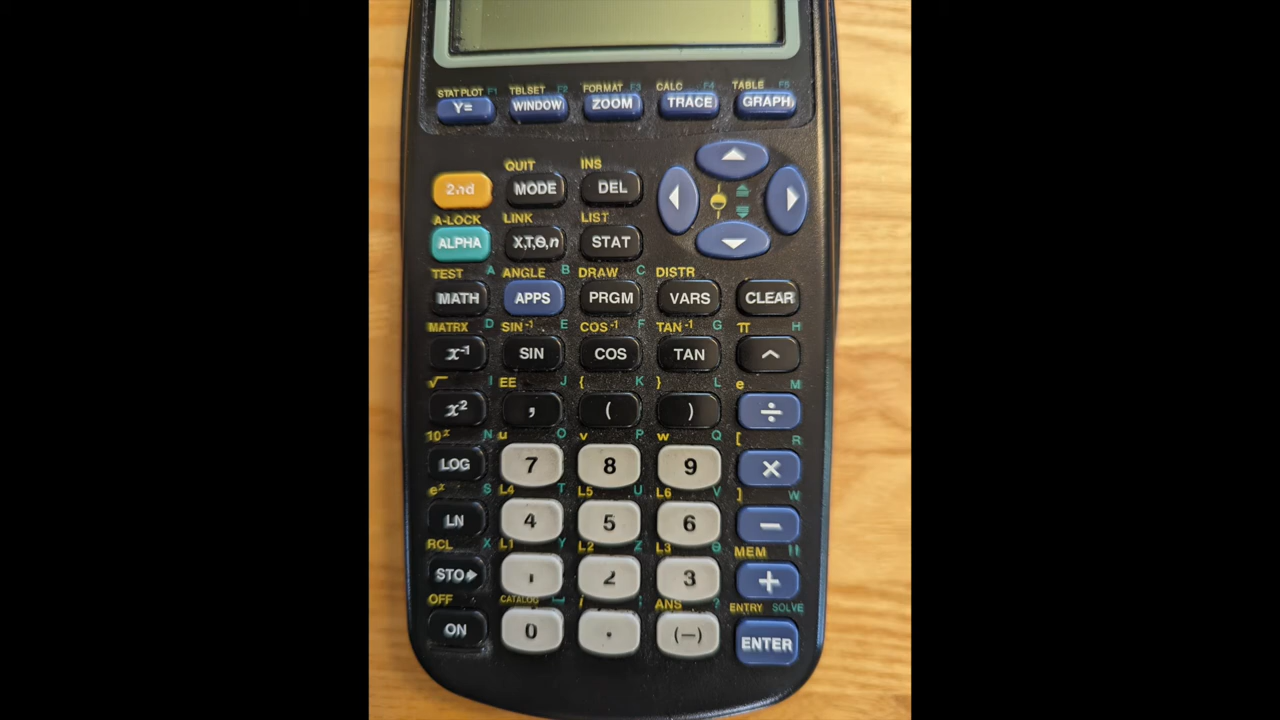 STAT PLOT F1 TBLSET F2 FORMAT F3 CALC F4 TABLE F5
Y= WINDOW ZOOM TRACE GRAPH
QUIT INS
2nd MODE DEL
A-LOCK LINK LIST
ALPHA X,T,Θ,n STAT
TEST A ANGLE B DRAW C DISTR
MATH APPS PRGM VARS CLEAR
MATRX D SIN⁻¹ E COS⁻¹ F TAN⁻¹ G π H
x⁻¹ SIN COS TAN ^
√ I EE J { K } L e M
x² , ( ) ÷
10ˣ N u O v P w Q [ R
LOG 7 8 9 ×
eˣ S L4 T L5 U L6 V ] W
LN 4 5 6 −
RCL X L1 Y L2 Z L3 Θ MEM "
STO► 2 3 +
OFF CATALOG i : ANS ? ENTRY SOLVE
ON 0 . (−) ENTER